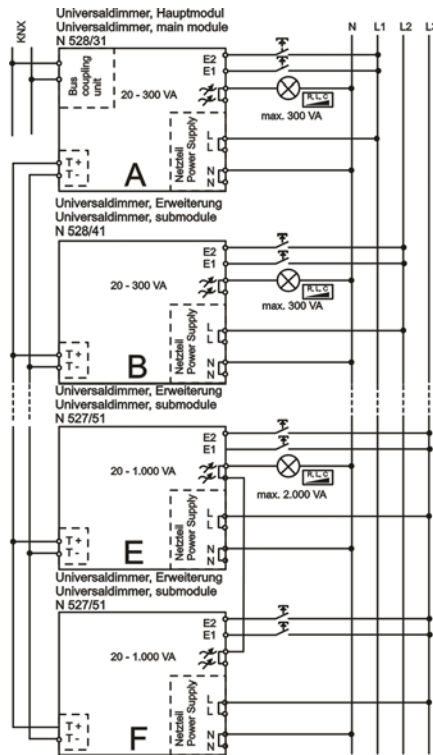 Universaldimmer, Hauptmodul
Universaldimmer, main module
N 528/31
KNX
N L1 L2 L3
Bus coupling unit
E2
E1
20 - 300 VA
R, L, C
max. 300 VA
Netzteil
Power Supply
L
L
N
N
T+
T-
A
Universaldimmer, Erweiterung
Universaldimmer, submodule
N 528/41
E2
E1
20 - 300 VA
R, L, C
max. 300 VA
Netzteil
Power Supply
L
L
N
N
T+
T-
B
Universaldimmer, Erweiterung
Universaldimmer, submodule
N 527/51
E2
E1
20 - 1.000 VA
R, L, C
max. 2.000 VA
Netzteil
Power Supply
L
L
N
N
T+
T-
E
Universaldimmer, Erweiterung
Universaldimmer, submodule
N 527/51
E2
E1
20 - 1.000 VA
Netzteil
Power Supply
L
L
N
N
T+
T-
F